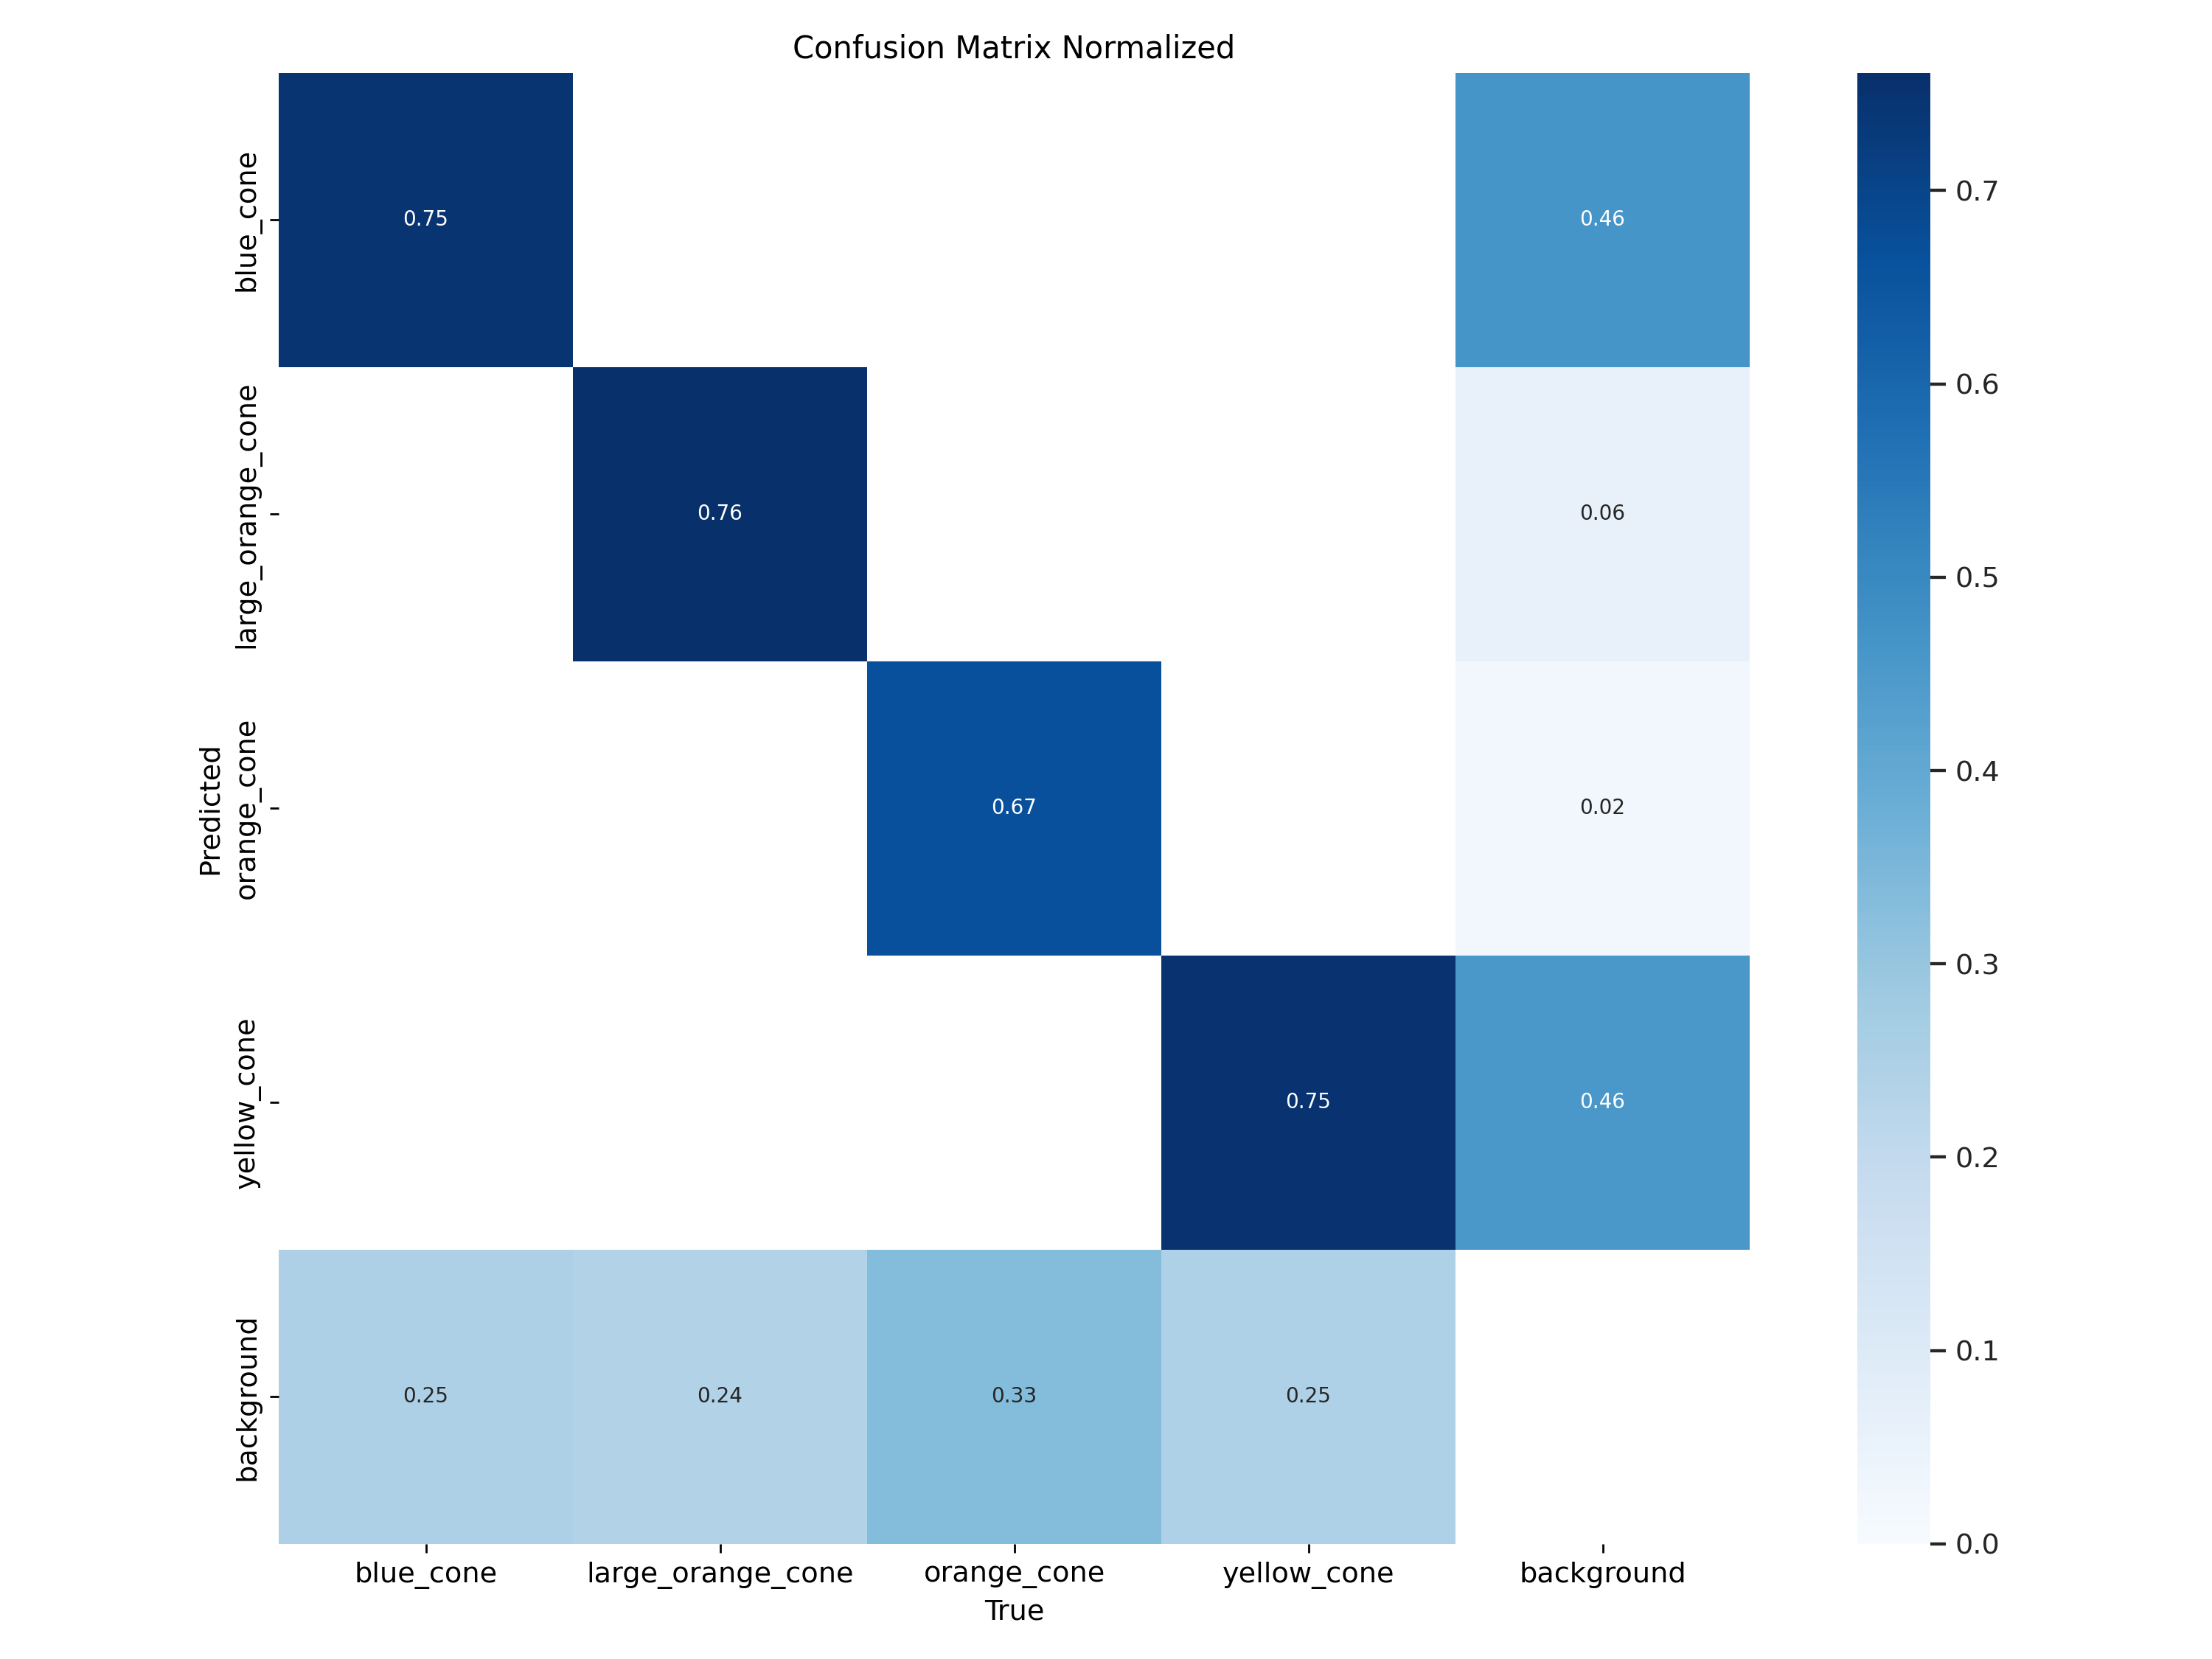 Confusion Matrix Normalized
Predicted
blue_cone
0.75
0.46
large_orange_cone
0.76
0.06
orange_cone
0.67
0.02
yellow_cone
0.75
0.46
background
0.25
0.24
0.33
0.25
blue_cone
large_orange_cone
orange_cone
yellow_cone
background
True
0.7
0.6
0.5
0.4
0.3
0.2
0.1
0.0